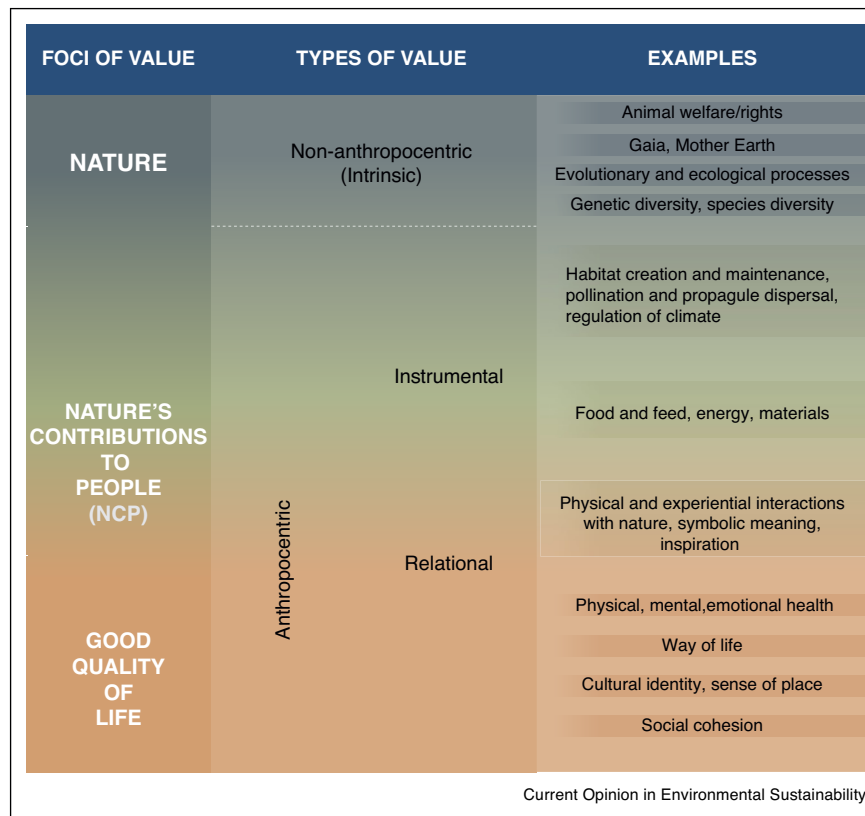 FOCI OF VALUE
TYPES OF VALUE
EXAMPLES
NATURE
Non-anthropocentric
(Intrinsic)
Animal welfare/rights
Gaia, Mother Earth
Evolutionary and ecological processes
Genetic diversity, species diversity
NATURE'S
CONTRIBUTIONS
TO
PEOPLE
(NCP)
Anthropocentric
Instrumental
Habitat creation and maintenance,
pollination and propagule dispersal,
regulation of climate
Food and feed, energy, materials
Relational
Physical and experiential interactions
with nature, symbolic meaning,
inspiration
GOOD
QUALITY
OF
LIFE
Physical, mental,emotional health
Way of life
Cultural identity, sense of place
Social cohesion
Current Opinion in Environmental Sustainability